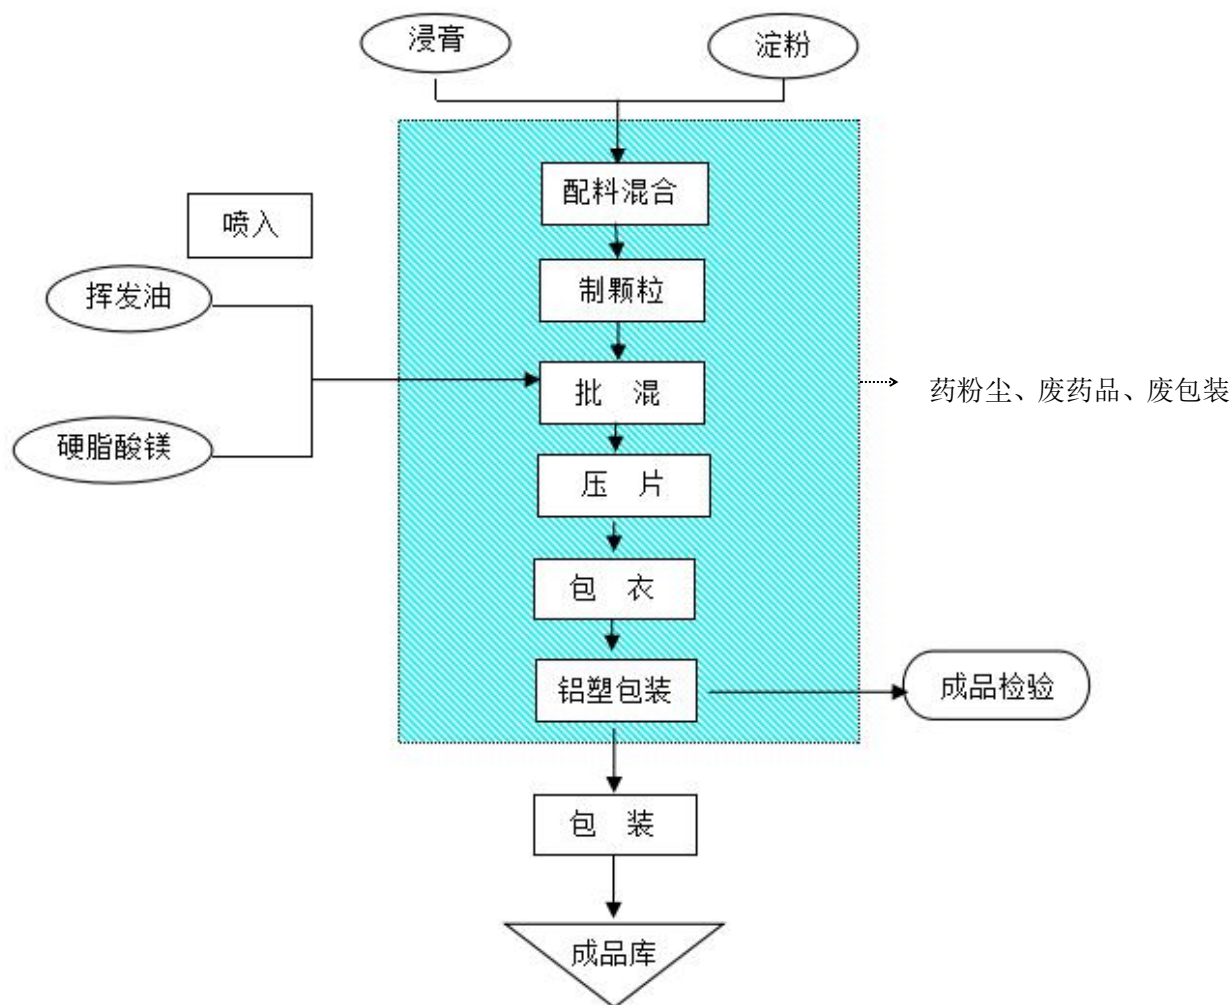 浸膏
淀粉
配料混合
喷入
制颗粒
挥发油
批 混
药粉尘、废药品、废包装
硬脂酸镁
压 片
包 衣
铝塑包装
成品检验
包 装
成品库